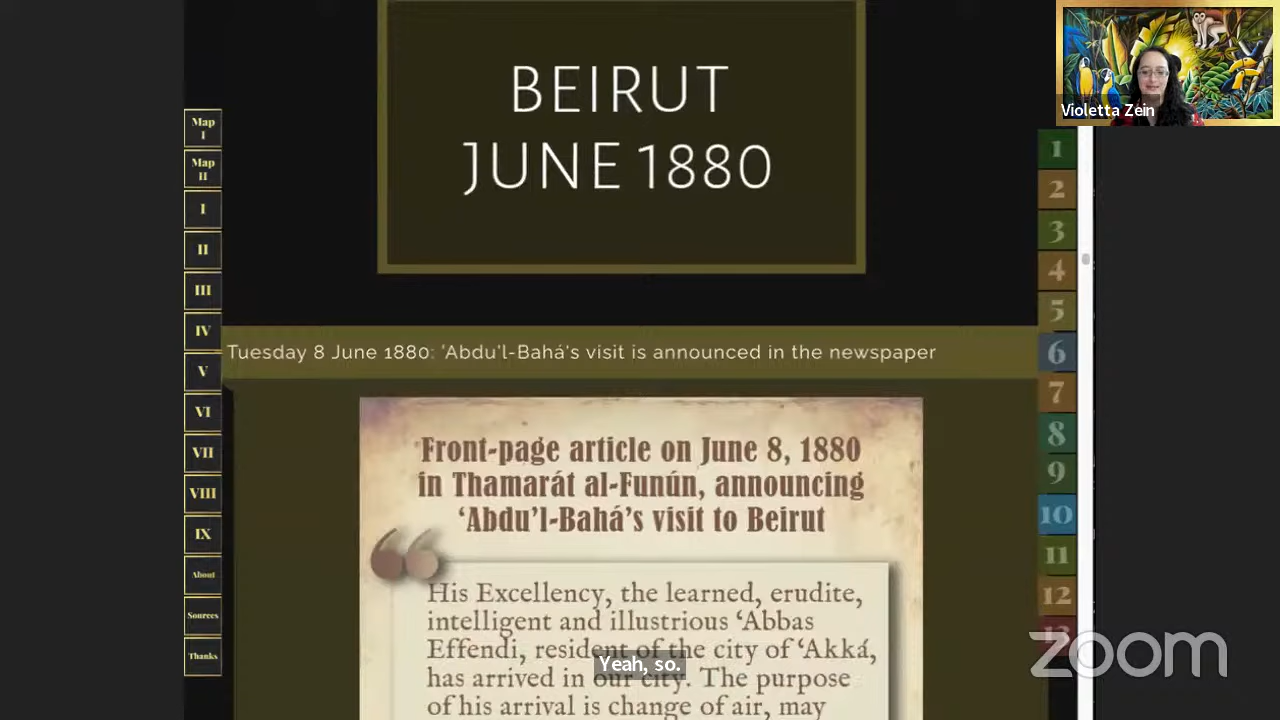 BEIRUT
JUNE 1880
Violetta Zein
Map
I
Map
II
I
II
III
IV
V
VI
VII
VIII
IX
About
Sources
Thanks
1
2
3
4
5
6
7
8
9
10
11
12
Tuesday 8 June 1880: 'Abdu'l-Bahá's visit is announced in the newspaper
Front-page article on June 8, 1880
in Thamarát al-Funún, announcing
‘Abdu’l-Bahá’s visit to Beirut
“
His Excellency, the learned, erudite,
intelligent and illustrious ‘Abbas
Effendi, resident of the city of ‘Akká,
has arrived in our city. The purpose
of his arrival is change of air, may
Yeah, so.
zoom